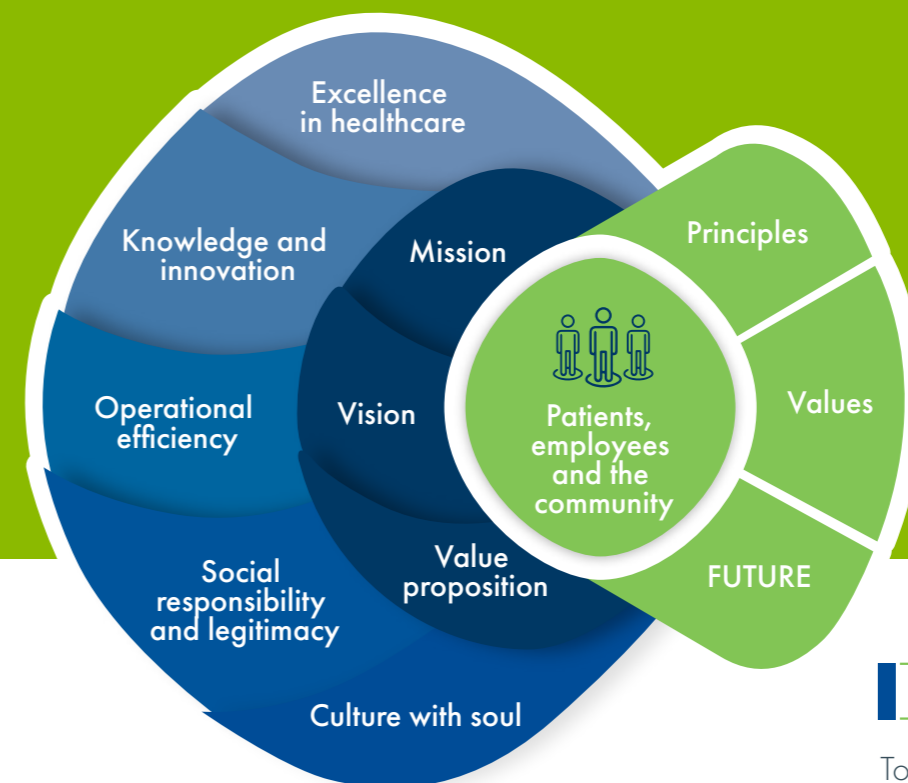 Excellence
in healthcare
Knowledge and
innovation
Mission
Principles
Operational
efficiency
Vision
Patients,
employees
and the
community
Values
Social
responsibility
and legitimacy
Value
proposition
FUTURE
Culture with soul
To